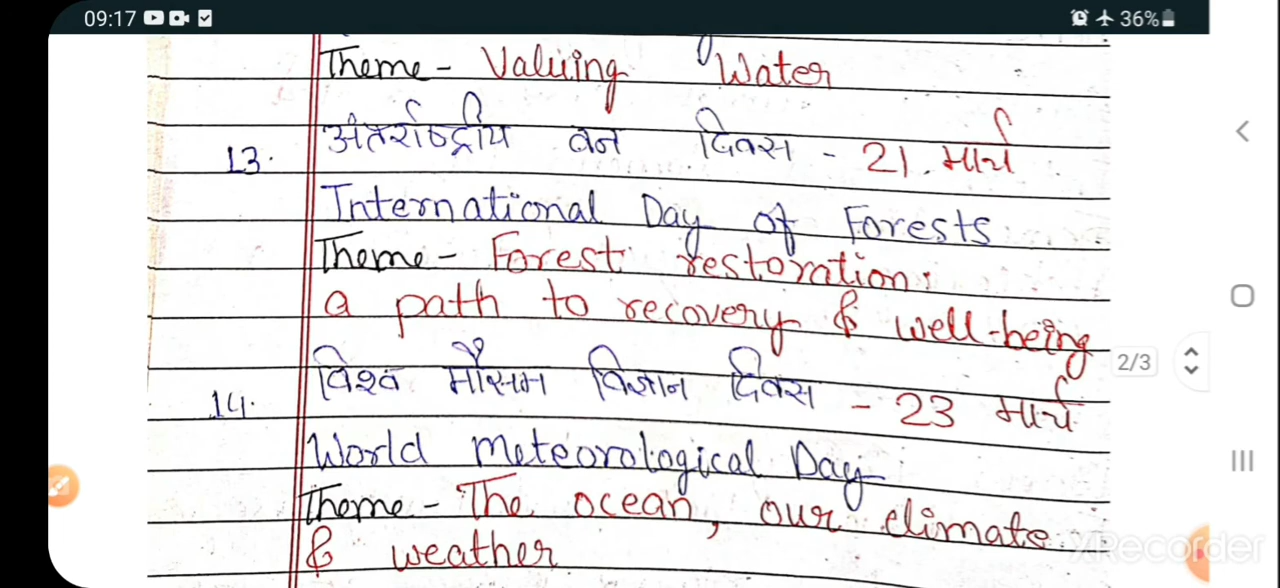 09:17 36%
Theme - Valuing Water
13. अंतर्राष्ट्रीय वन दिवस - 21 मार्च
International Day of Forests
Theme - Forest restoration:
a path to recovery & well-being
2/3
14. विश्व मौसम विज्ञान दिवस - 23 मार्च
World Meteorological Day
Theme - The ocean, our climate
& weather
XRecorder